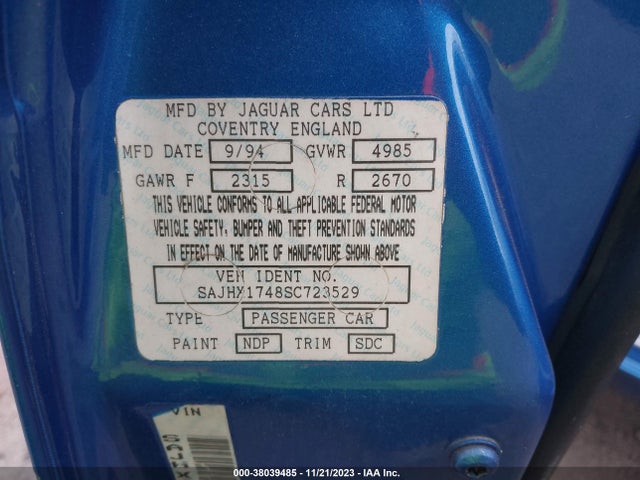 MFD BY JAGUAR CARS LTD
COVENTRY ENGLAND
MFD DATE 9/94 GVWR 4985
GAWR F 2315 R 2670
THIS VEHICLE CONFORMS TO ALL APPLICABLE FEDERAL MOTOR
VEHICLE SAFETY, BUMPER AND THEFT PREVENTION STANDARDS
IN EFFECT ON THE DATE OF MANUFACTURE SHOWN ABOVE
VEH IDENT NO.
SAJHX1748SC723529
TYPE PASSENGER CAR
PAINT NDP TRIM SDC
VIN
000-38039485 - 11/21/2023 - IAA Inc.